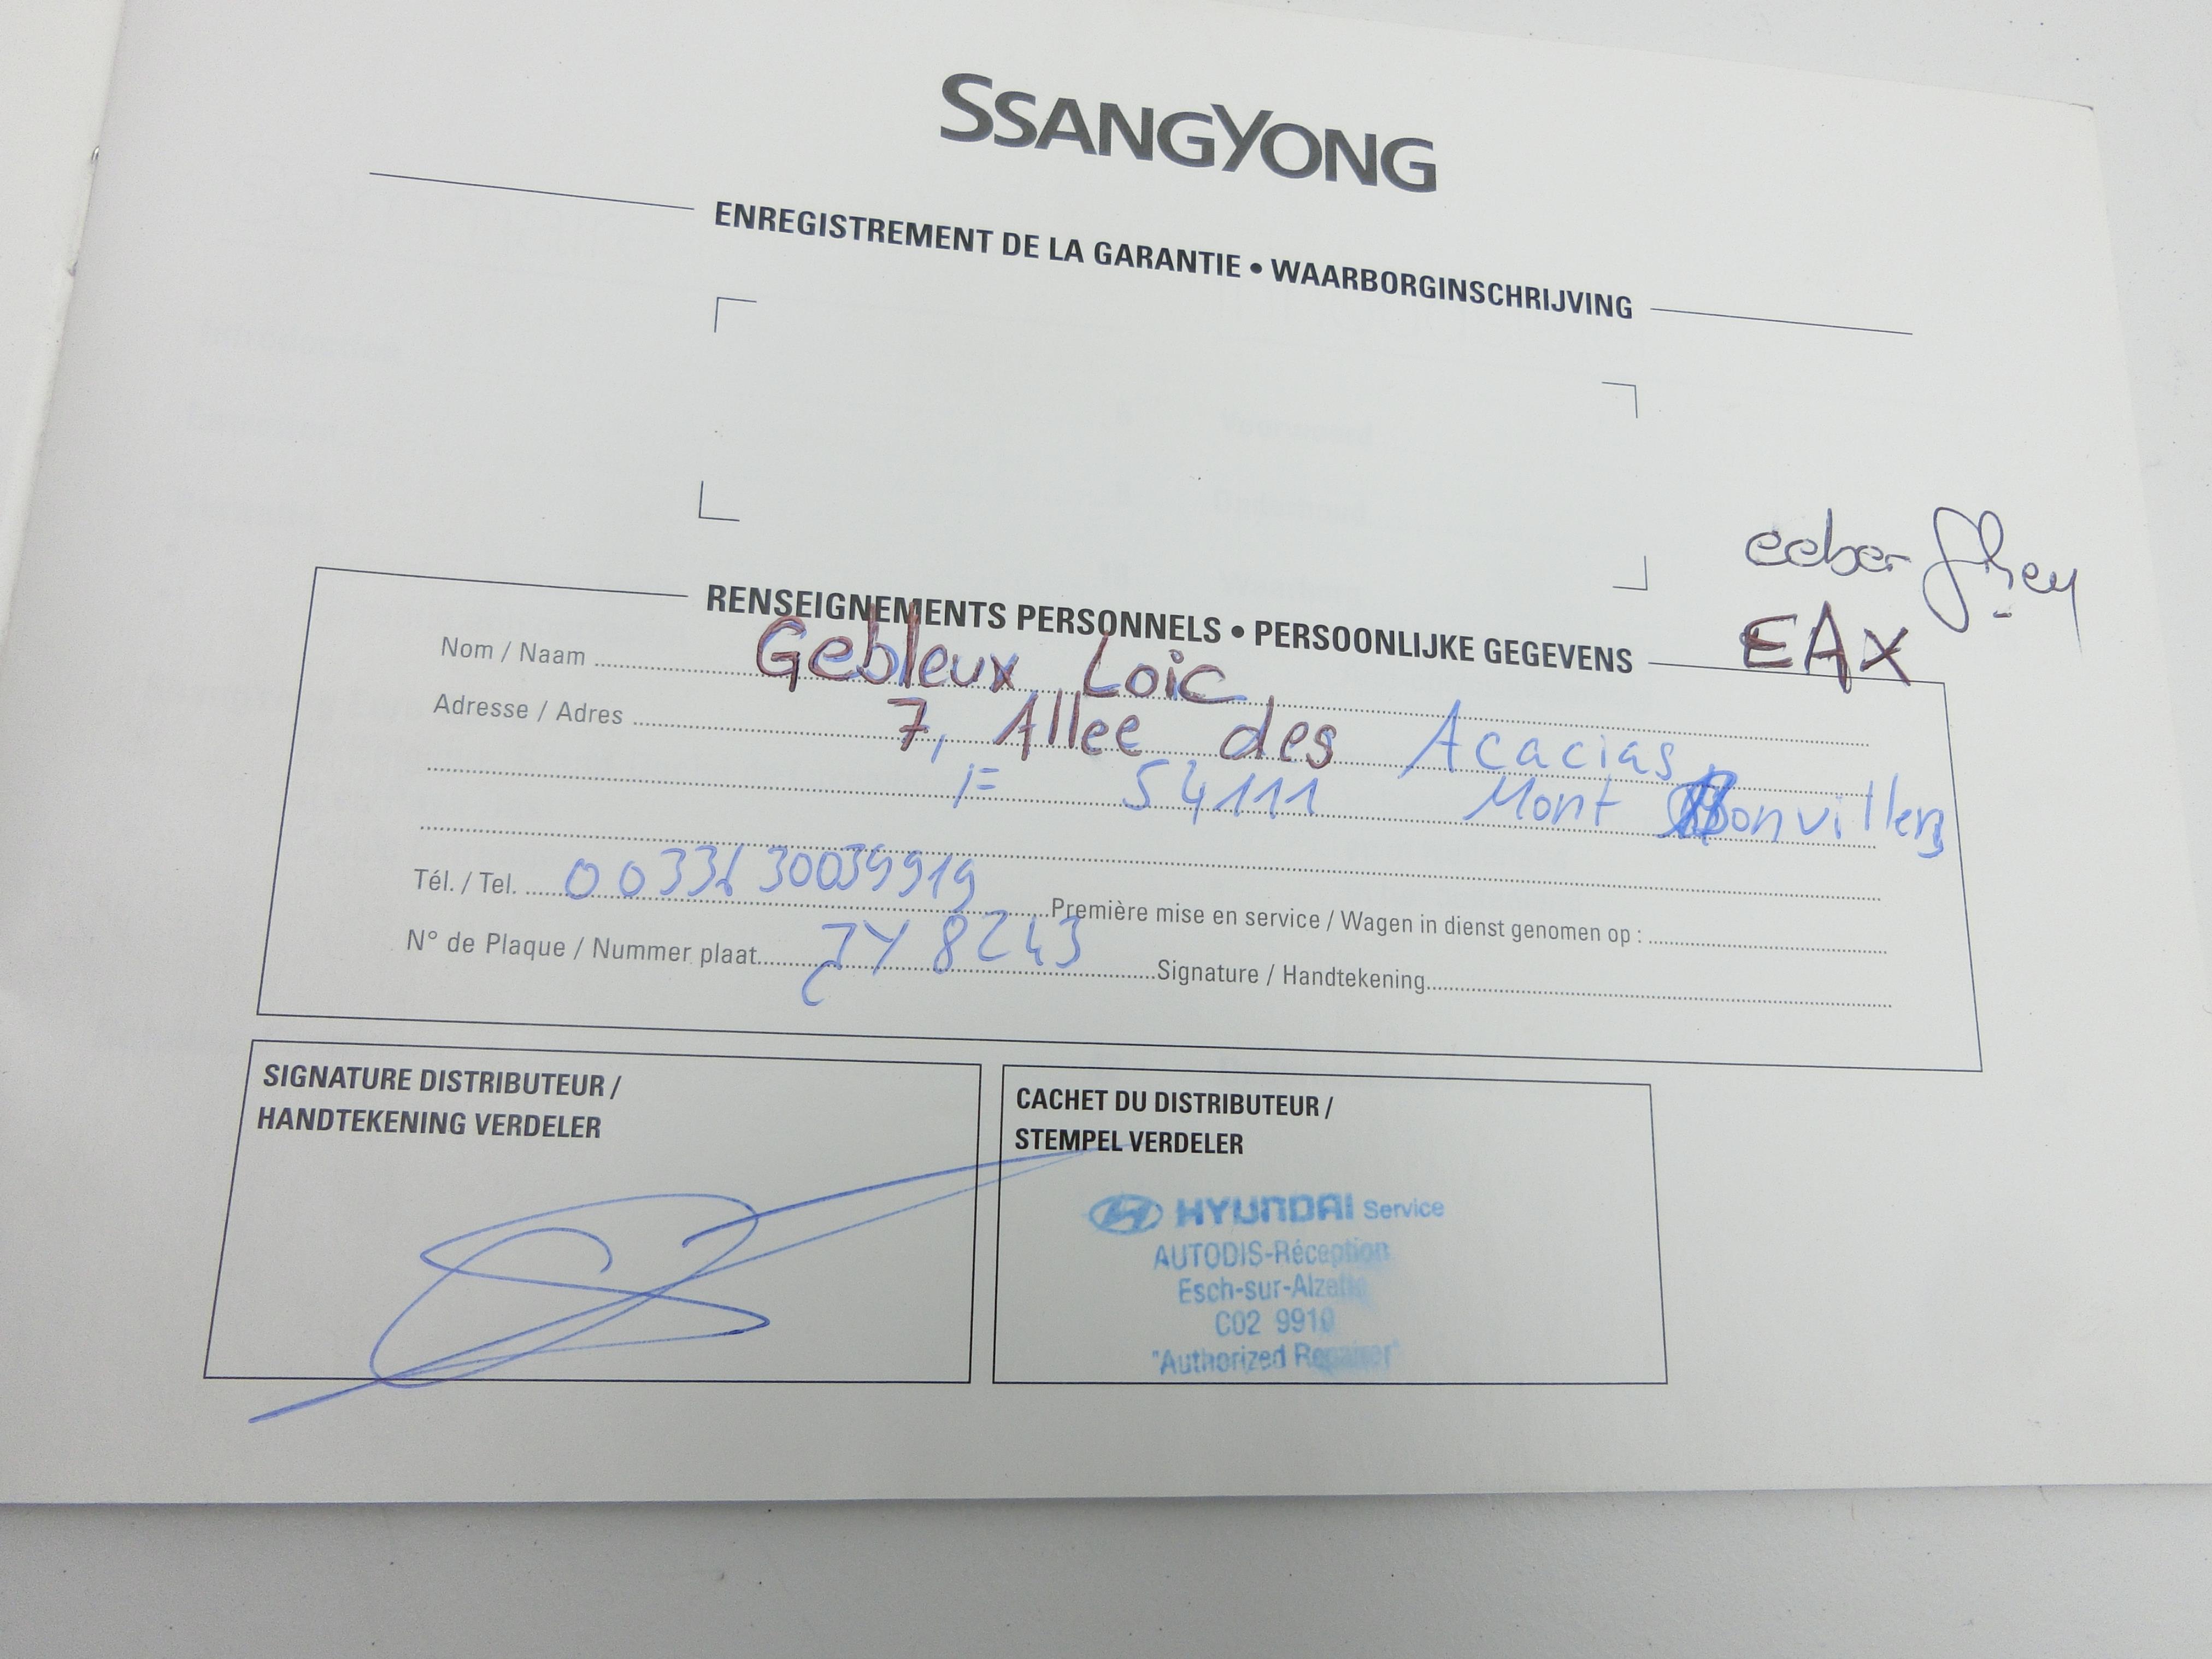 SSANGYONG
ENREGISTREMENT DE LA GARANTIE • WAARBORGINSCHRIJVING
EAX
RENSEIGNEMENTS PERSONNELS • PERSOONLIJKE GEGEVENS
Nom / Naam Gebleux Loic
Adresse / Adres 7, Allee des Acacias
F 54111 Mont Bonvillers
Tél. / Tel. 0033630039919 Première mise en service / Wagen in dienst genomen op :
N° de Plaque / Nummer plaat JY 8243 Signature / Handtekening
SIGNATURE DISTRIBUTEUR /
HANDTEKENING VERDELER
CACHET DU DISTRIBUTEUR /
STEMPEL VERDELER
HYUNDAI Service
AUTODIS-Réception
Esch-sur-Alzette
C02 9910
"Authorized Repairer"